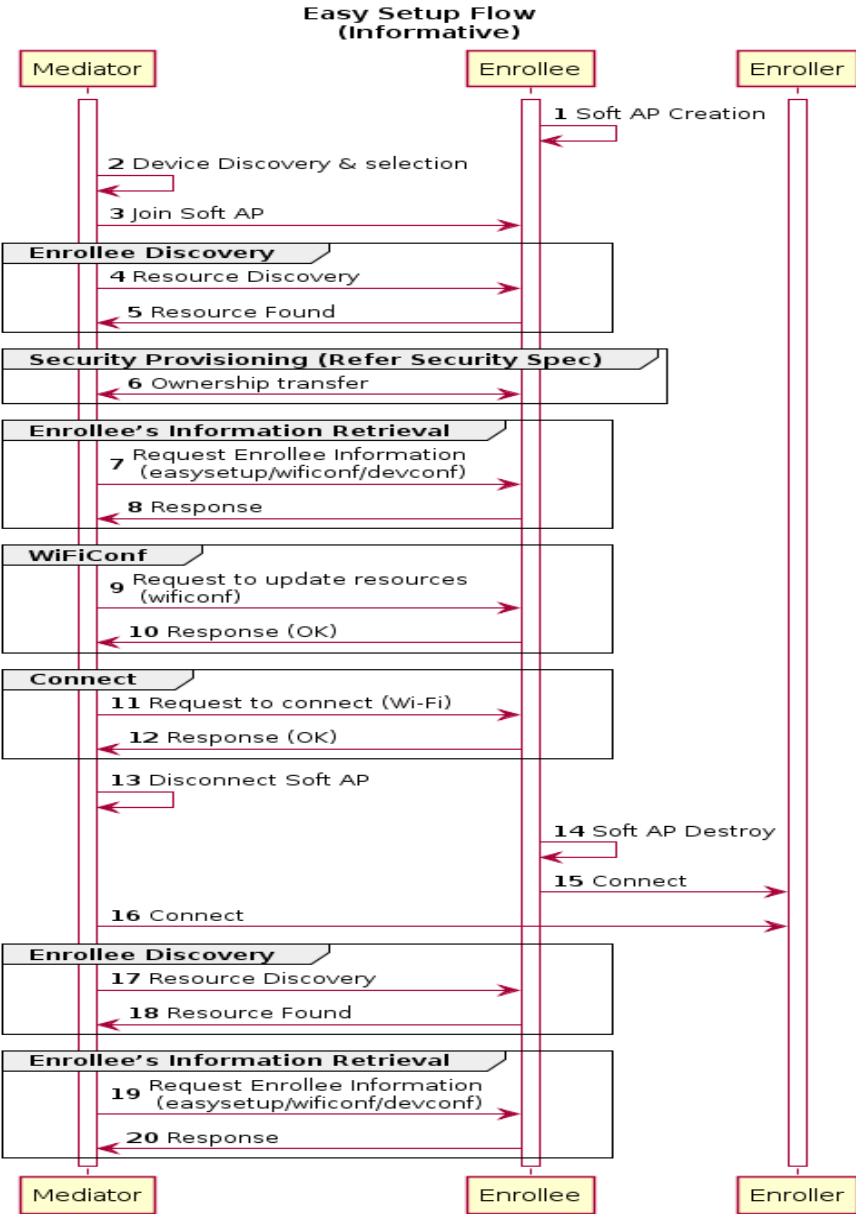 Easy Setup Flow
(Informative)
Mediator
Enrollee
Enroller
1 Soft AP Creation
2 Device Discovery & selection
3 Join Soft AP
Enrollee Discovery
4 Resource Discovery
5 Resource Found
Security Provisioning (Refer Security Spec)
6 Ownership transfer
Enrollee’s Information Retrieval
7 Request Enrollee Information
(easysetup/wificonf/devconf)
8 Response
WiFiConf
9 Request to update resources
(wificonf)
10 Response (OK)
Connect
11 Request to connect (Wi-Fi)
12 Response (OK)
13 Disconnect Soft AP
14 Soft AP Destroy
15 Connect
16 Connect
Enrollee Discovery
17 Resource Discovery
18 Resource Found
Enrollee’s Information Retrieval
19 Request Enrollee Information
(easysetup/wificonf/devconf)
20 Response
Mediator
Enrollee
Enroller